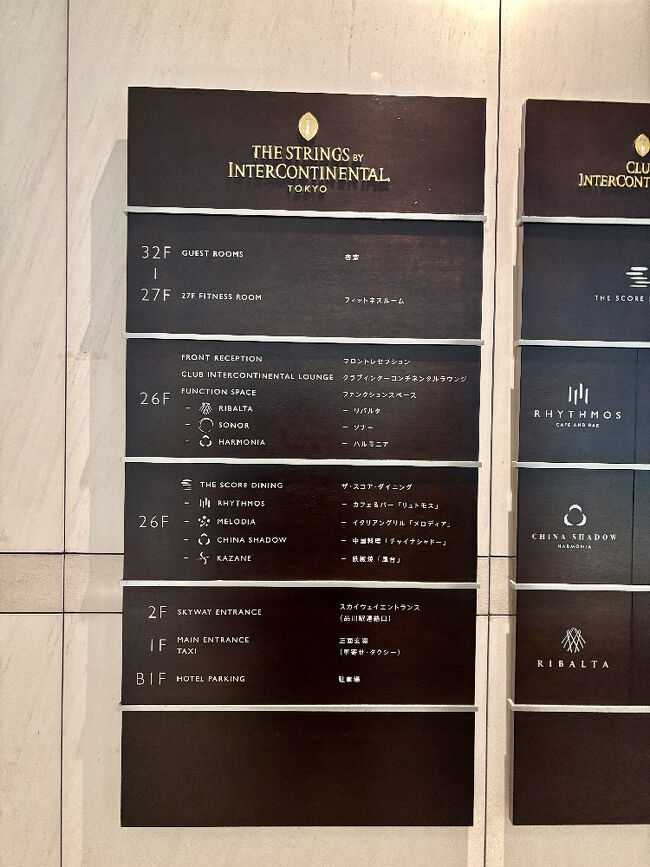 THE STRINGS BY
INTERCONTINENTAL
TOKYO
32F GUEST ROOMS 客室
27F 27F FITNESS ROOM フィットネスルーム
26F
FRONT RECEPTION フロントレセプション
CLUB INTERCONTINENTAL LOUNGE クラブインターコンチネンタルラウンジ
FUNCTION SPACE ファンクションスペース
– RIBALTA – リバルタ
– SONOR – ソナー
– HARMONIA – ハルモニア
26F
THE SCORE DINING ザ・スコア・ダイニング
– RHYTHMOS – カフェ&バー「リュトモス」
– MELODIA – イタリアングリル「メロディア」
– CHINA SHADOW – 中国料理「チャイナシャドー」
– KAZANE – 鉄板焼「風音」
2F SKYWAY ENTRANCE スカイウェイエントランス
(品川駅連絡口)
1F MAIN ENTRANCE 正面玄関
TAXI (車寄せ・タクシー)
B1F HOTEL PARKING 駐車場
CLU
INTERCONT
THE SCORE
RHYTHMOS
CAFE AND BAR
CHINA SHADOW
HARMONIA
RIBALTA